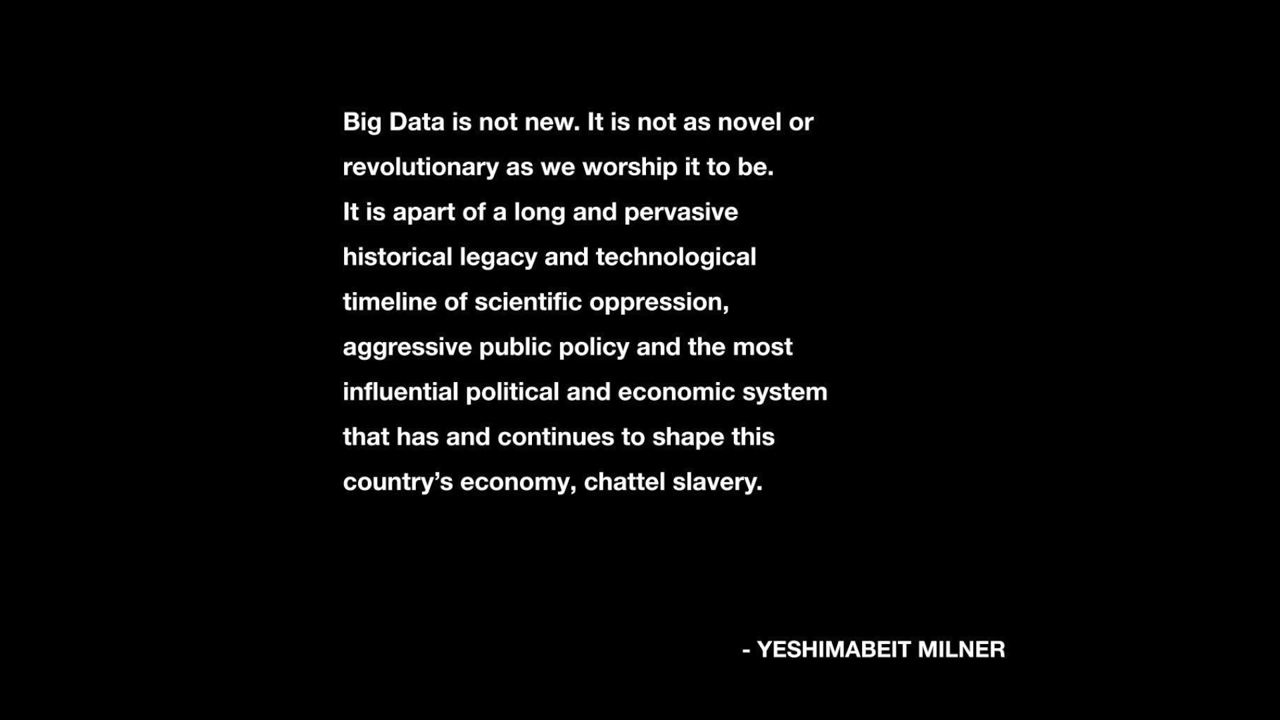 Big Data is not new. It is not as novel or
revolutionary as we worship it to be.
It is apart of a long and pervasive
historical legacy and technological
timeline of scientific oppression,
aggressive public policy and the most
influential political and economic system
that has and continues to shape this
country’s economy, chattel slavery.
- YESHIMABEIT MILNER